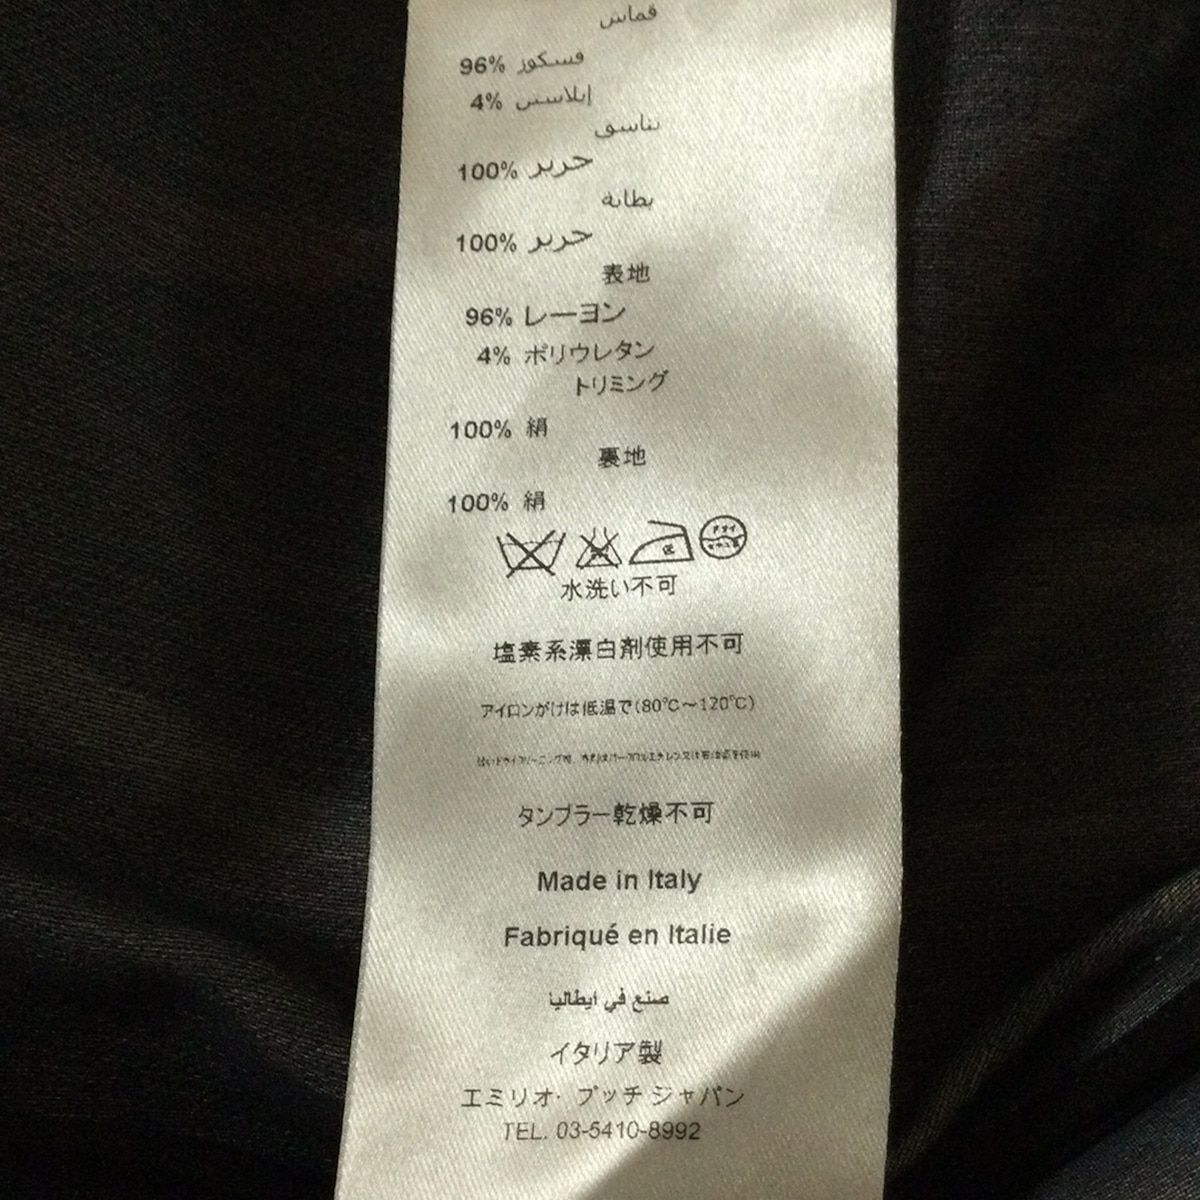 قماش
96% فسكوز
4% إيلاستين
تناسق
100% حرير
بطانة
100% حرير
表地
96% レーヨン
4% ポリウレタン
トリミング
100% 絹
裏地
100% 絹
水洗い不可
塩素系漂白剤使用不可
アイロンがけは低温で(80℃～120℃)
タンブラー乾燥不可
Made in Italy
Fabriqué en Italie
صنع في ايطاليا
イタリア製
エミリオ・プッチ ジャパン
TEL. 03-5410-8992